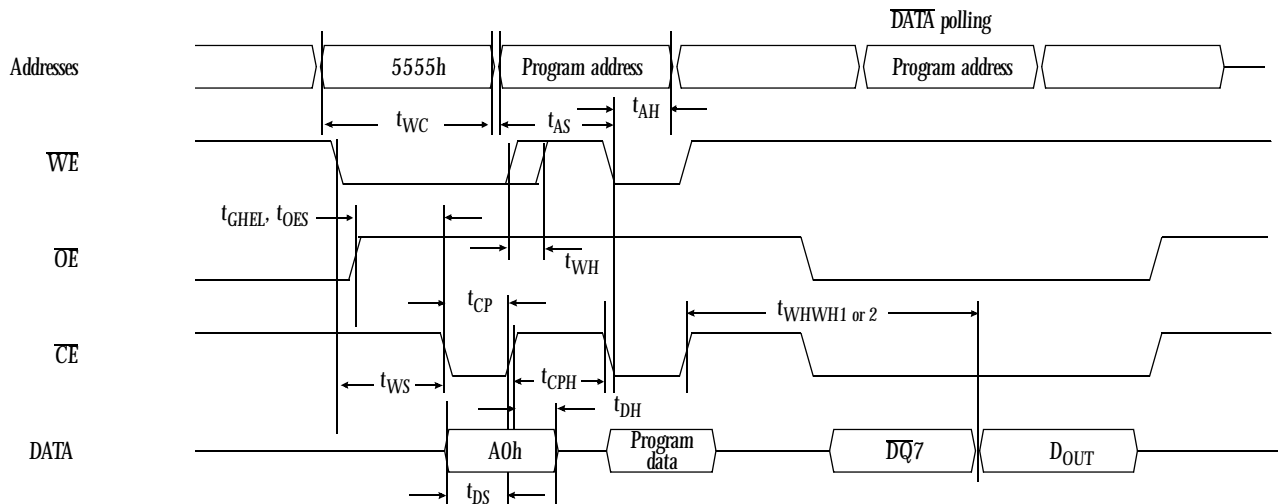 DATA polling
Addresses
5555h
Program address
Program address
tAH
tWC
tAS
WE
tGHEL, tOES
OE
tWH
tCP
tWHWH1 or 2
CE
tWS
tCPH
tDH
DATA
A0h
Program
data
DQ7
DOUT
tDS